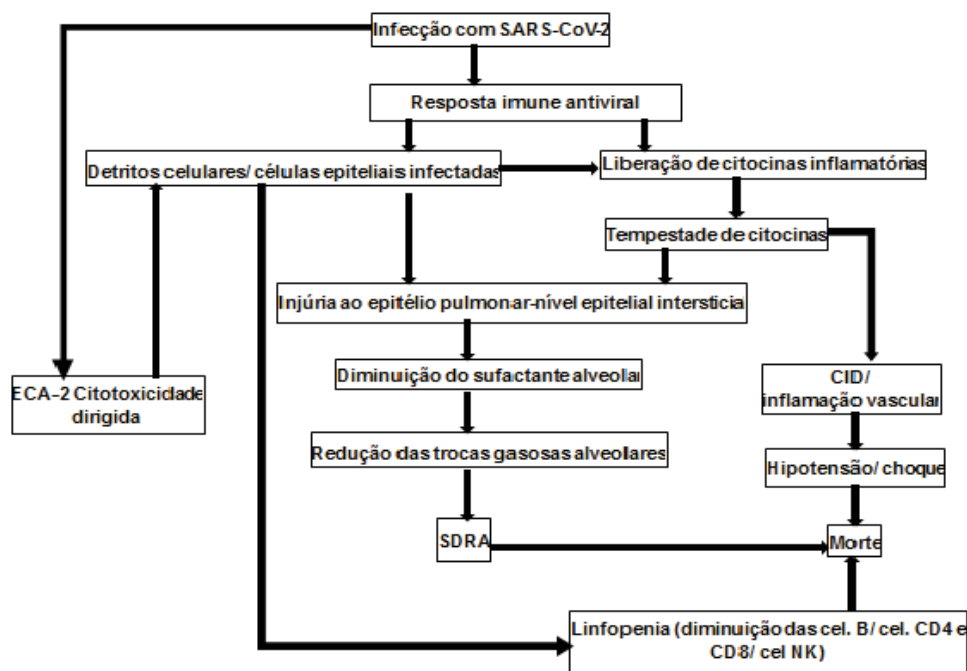 Infecção com SARS-CoV-2
Resposta imune antiviral
Detritos celulares/ células epiteliais infectadas
Liberação de citocinas inflamatórias
Tempestade de citocinas
Injúria ao epitélio pulmonar-nível epitelial intersticia
Diminuição do sufactante alveolar
ECA-2 Citotoxicidade
dirigida
CID/
inflamação vascular
Redução das trocas gasosas alveollares
Hipotensão/ choque
SDRA
Morte
Linfopenia (diminuição das cel. B/ cel. CD4 e
CD8/ cel NK)